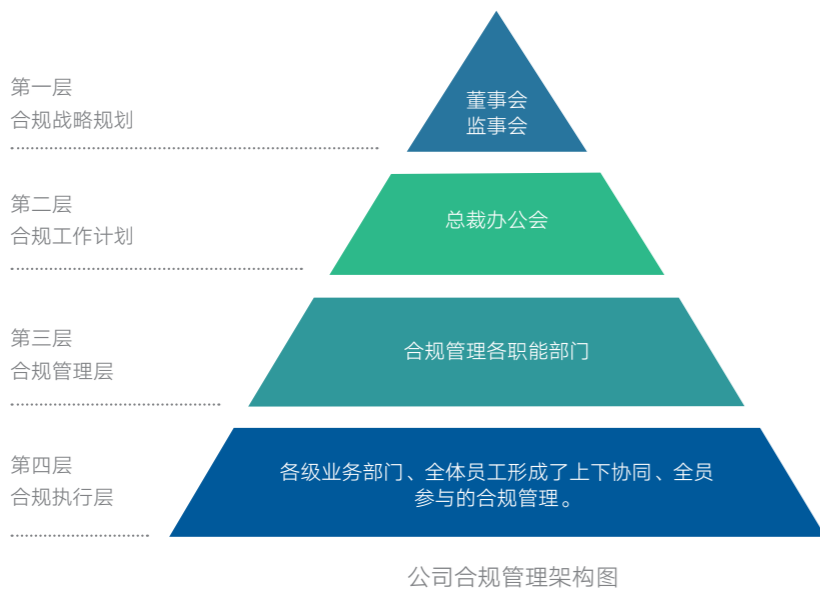 第一层
合规战略规划
董事会
监事会
第二层
合规工作计划
总裁办公会
第三层
合规管理层
合规管理各职能部门
第四层
合规执行层
各级业务部门、全体员工形成了上下协同、全员
参与的合规管理。
公司合规管理架构图